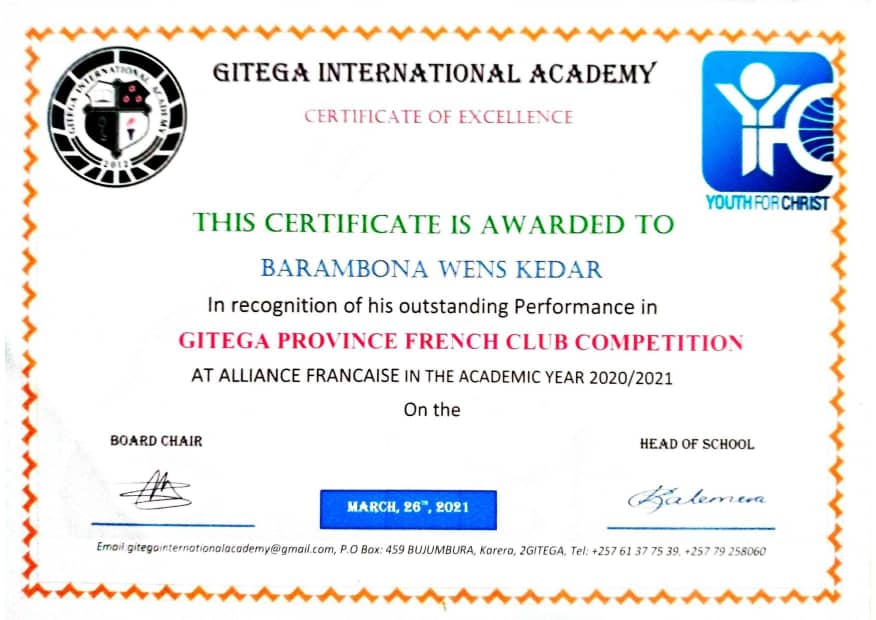 GITEGA INTERNATIONAL ACADEMY
CERTIFICATE OF EXCELLENCE
GITEGA INTERNATIONAL ACADEMY
2012
YFC
YOUTH FOR CHRIST
THIS CERTIFICATE IS AWARDED TO
BARAMBONA WENS KEDAR
In recognition of his outstanding Performance in
GITEGA PROVINCE FRENCH CLUB COMPETITION
AT ALLIANCE FRANCAISE IN THE ACADEMIC YEAR 2020/2021
On the
BOARD CHAIR
HEAD OF SCHOOL
MARCH, 26TH, 2021
Email:gitegainternationalacademy@gmail.com, P.O Box: 459 BUJUMBURA, Karera, 2GITEGA, Tel: +257 61 37 75 39, +257 79 258060